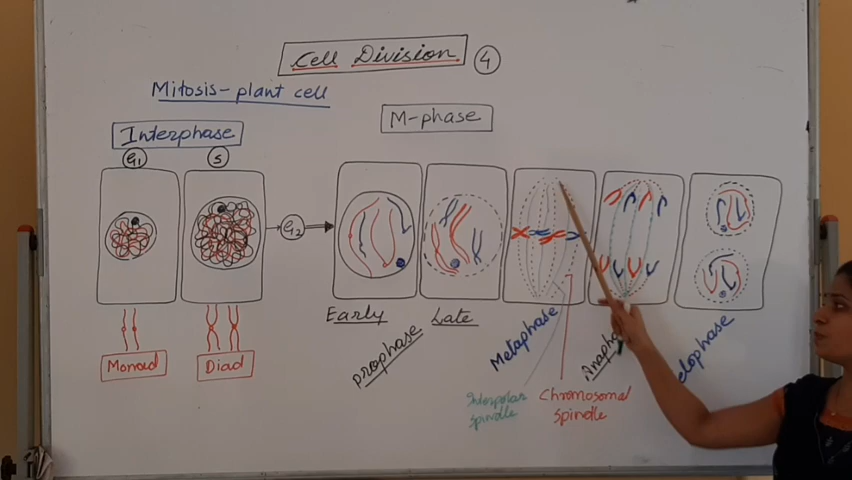 Cell Division 4
Mitosis-plant cell
M-phase
Interphase
G1
S
G2
Early
Late
prophase
Metaphase
Anapha
elophase
Monad
Diad
Interpolar
spindle
Chromosomal
Spindle